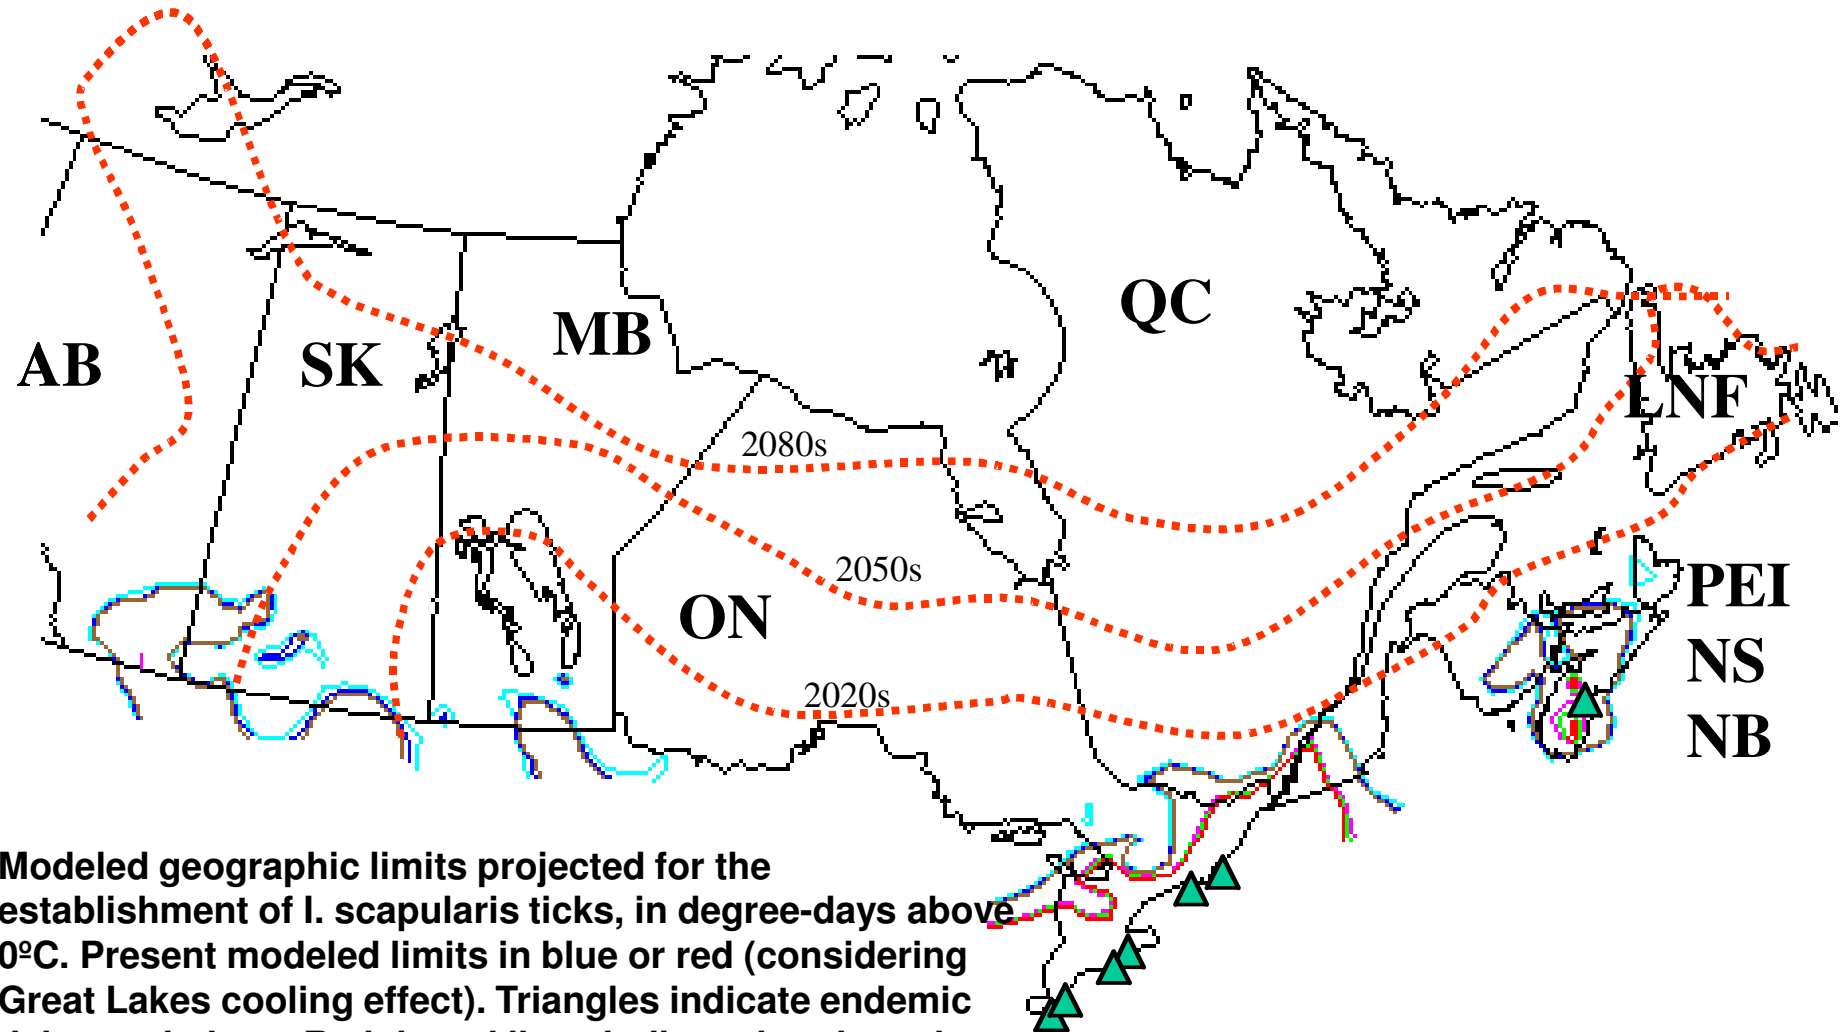 AB
SK
MB
QC
LNF
2080s
2050s
ON
2020s
PEI
NS
NB
Modeled geographic limits projected for the
establishment of I. scapularis ticks, in degree-days above
0ºC. Present modeled limits in blue or red (considering
Great Lakes cooling effect). Triangles indicate endemic